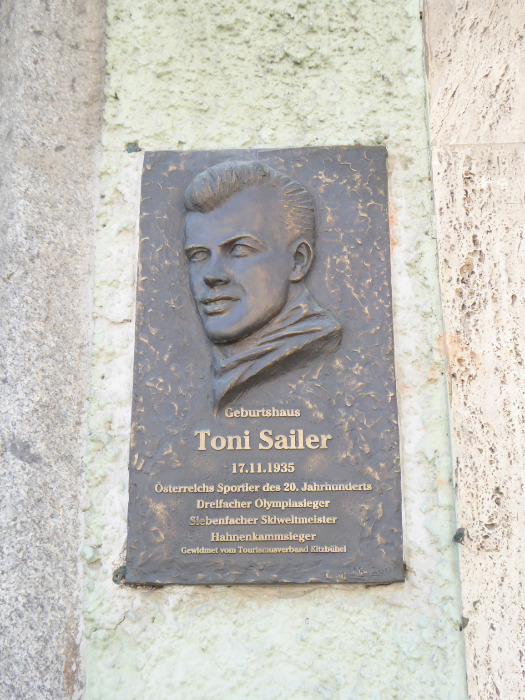 Geburtshaus
Toni Sailer
17.11.1935
Österreichs Sportler des 20. Jahrhunderts
Dreifacher Olympiasieger
Siebenfacher Skiweltmeister
Hahnenkammsieger
Gewidmet vom Tourismusverband Kitzbühel